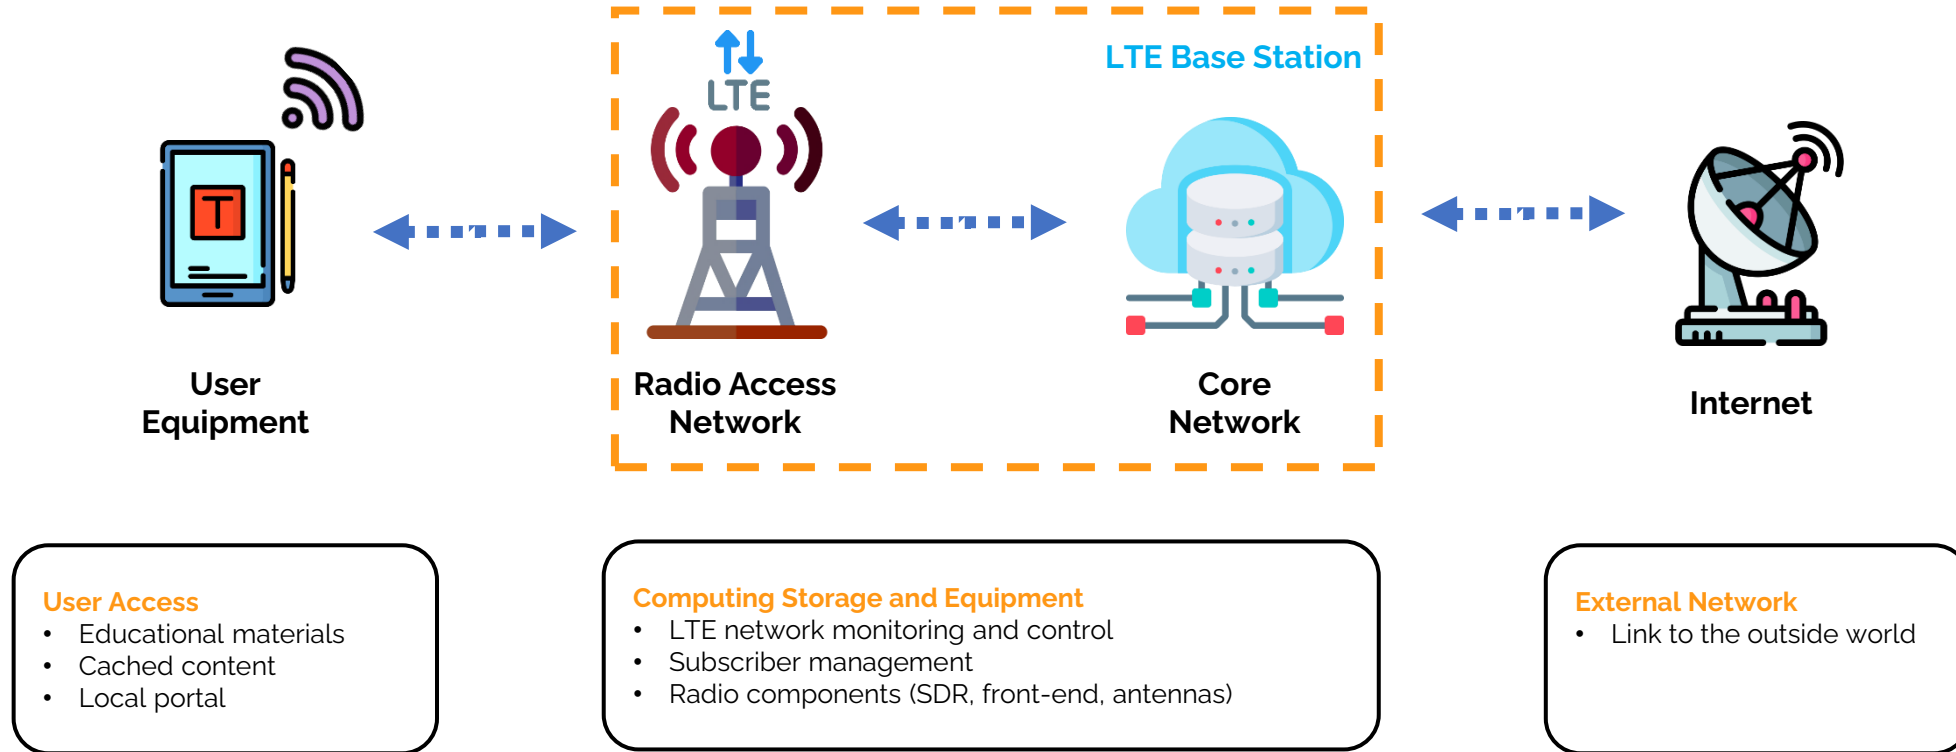 LTE
LTE Base Station
T
User
Equipment
Radio Access
Network
Core
Network
Internet
User Access
• Educational materials
• Cached content
• Local portal
Computing Storage and Equipment
• LTE network monitoring and control
• Subscriber management
• Radio components (SDR, front-end, antennas)
External Network
• Link to the outside world